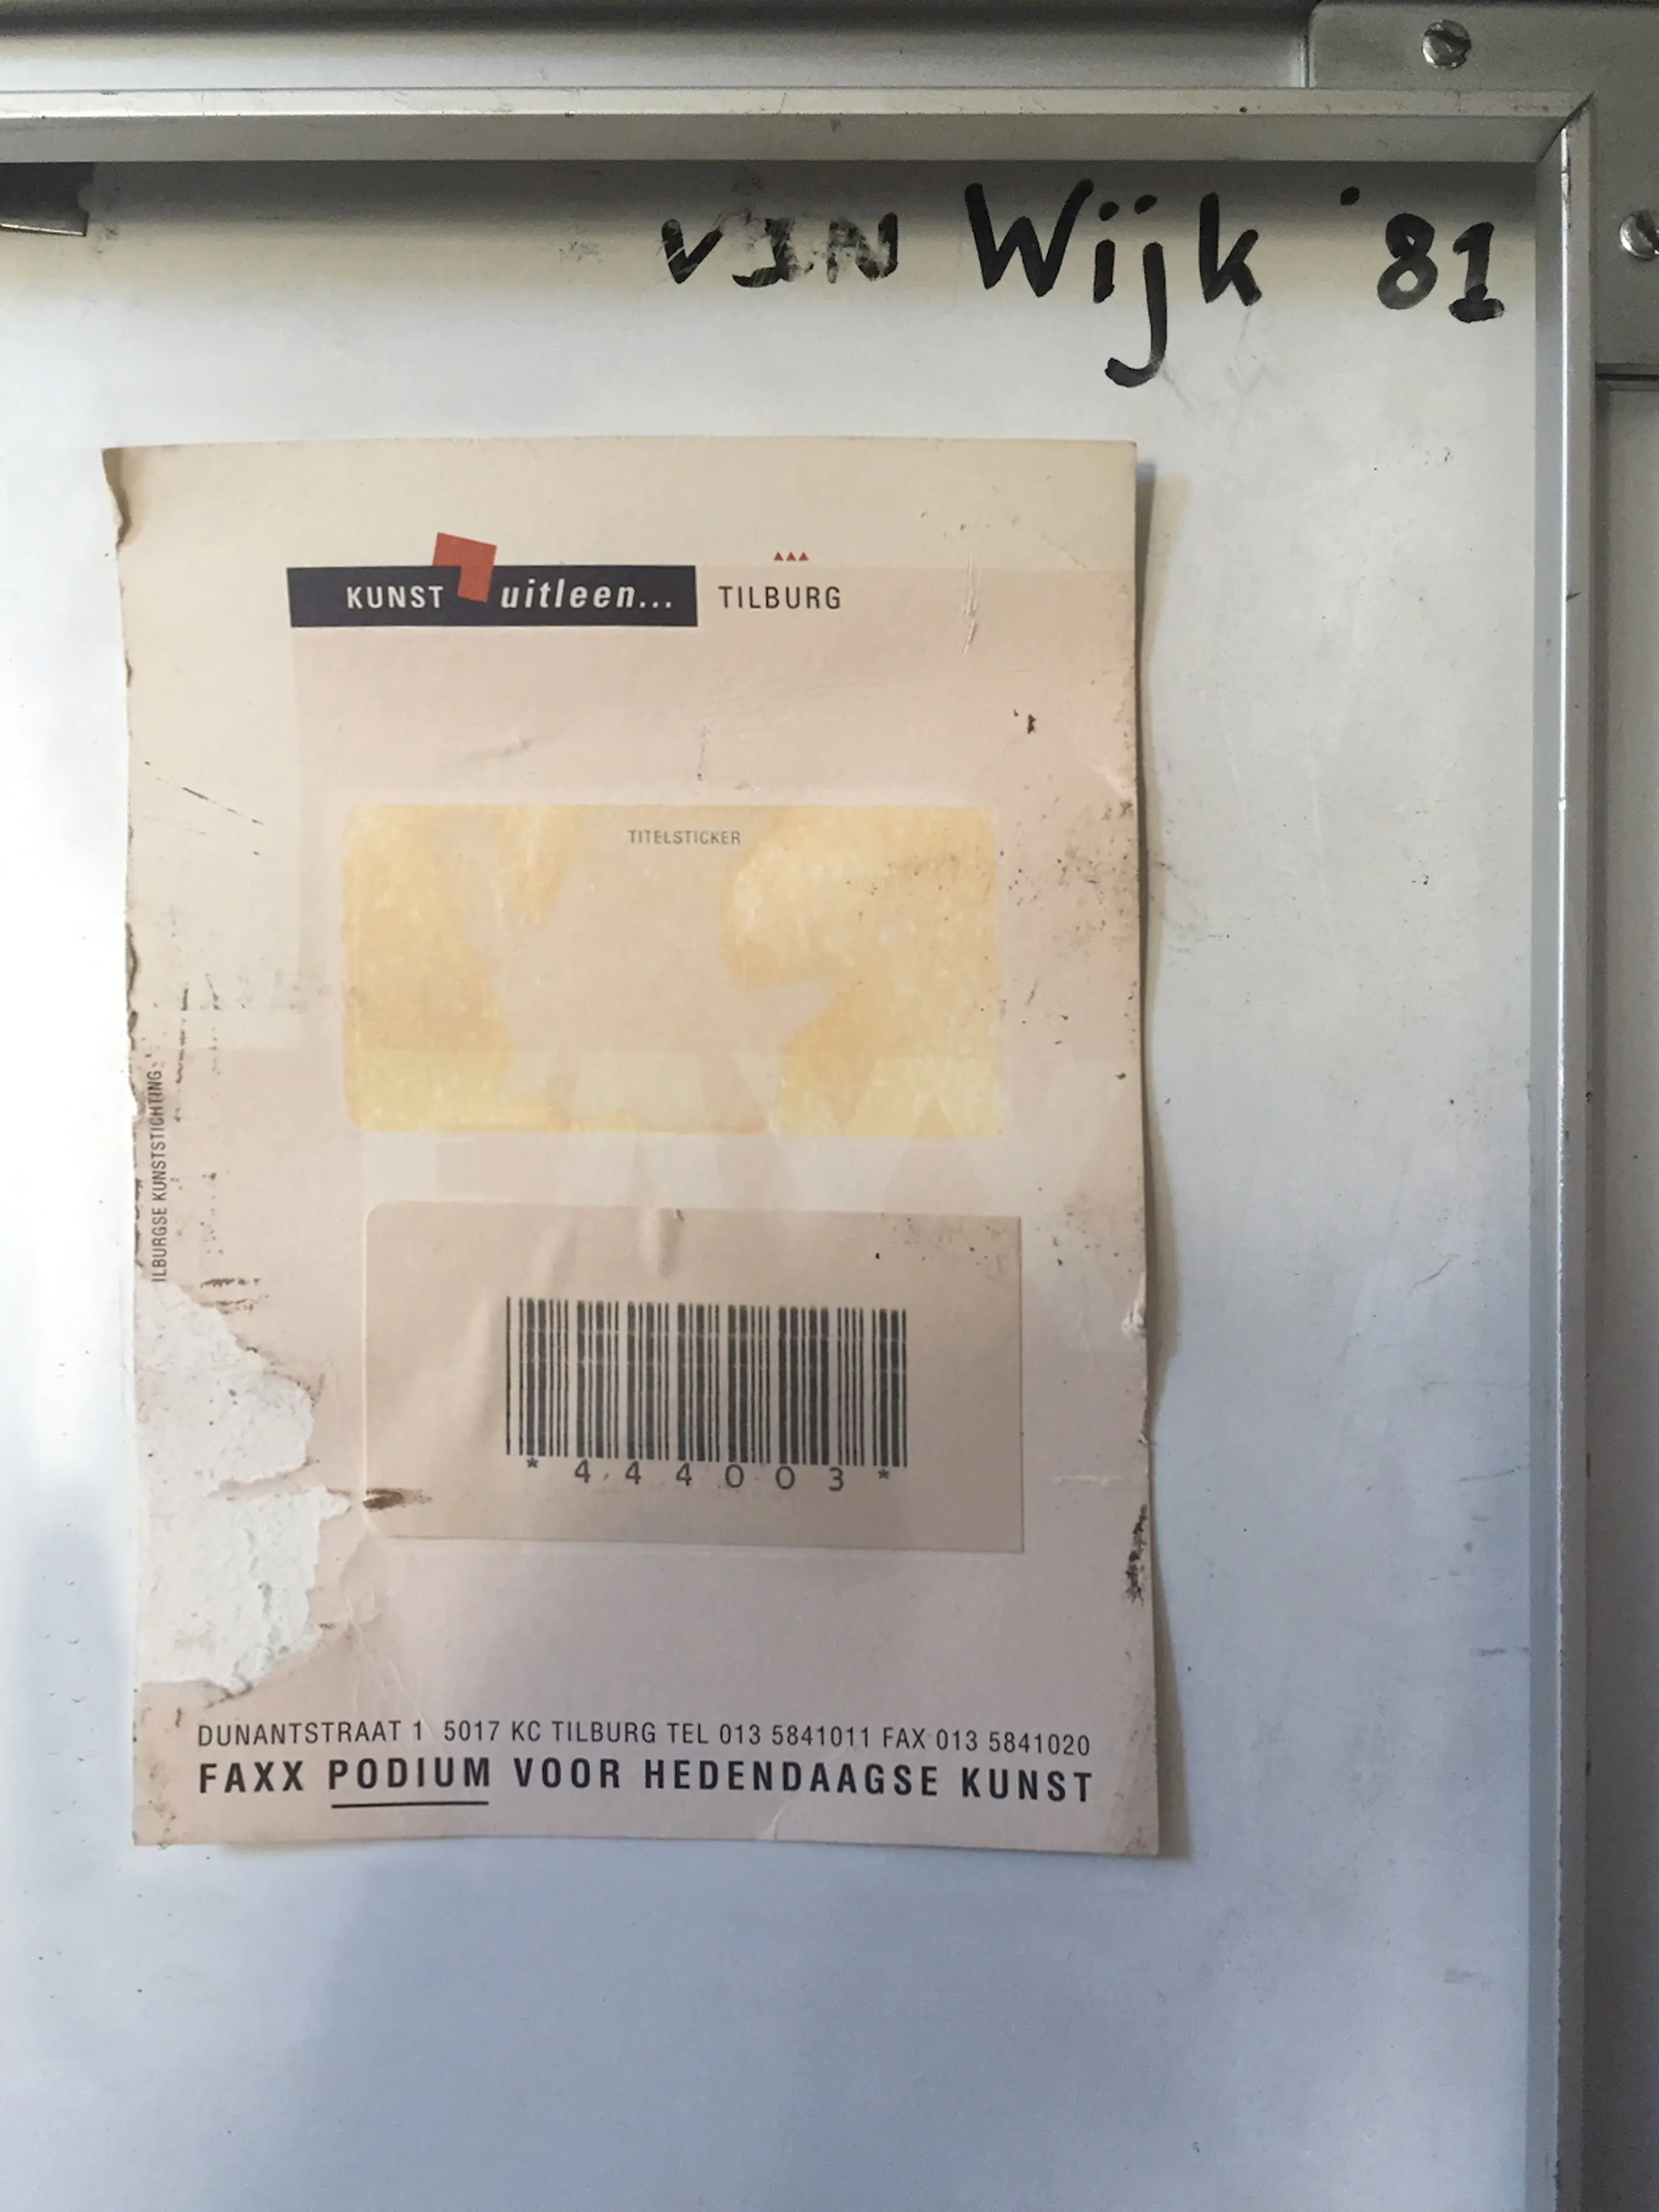 VAN Wijk '81
KUNST uitleen... TILBURG
TITELSTICKER
ILBURGSE KUNSTSTICHTING
* 4 4 4 0 0 3 *
DUNANTSTRAAT 1 5017 KC TILBURG TEL 013 5841011 FAX 013 5841020
FAXX PODIUM VOOR HEDENDAAGSE KUNST